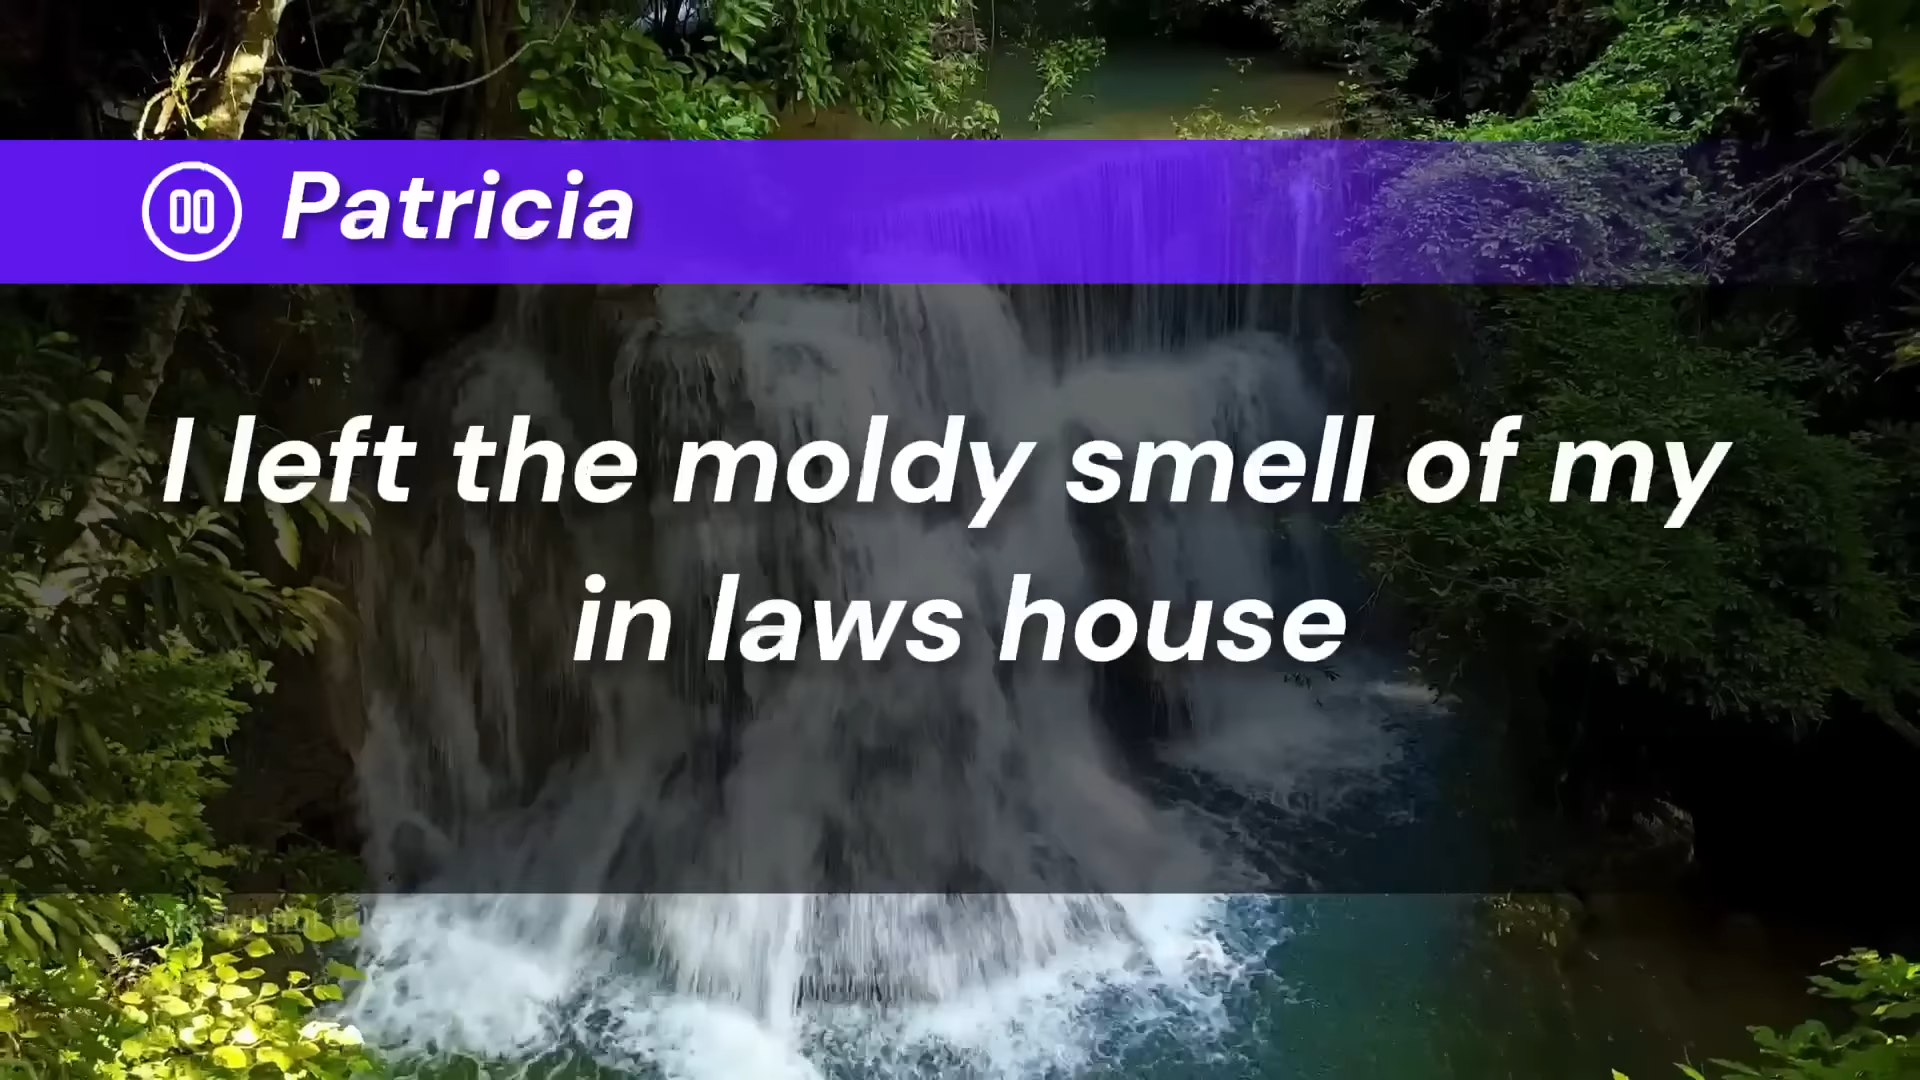 Patricia
I left the moldy smell of my
in laws house